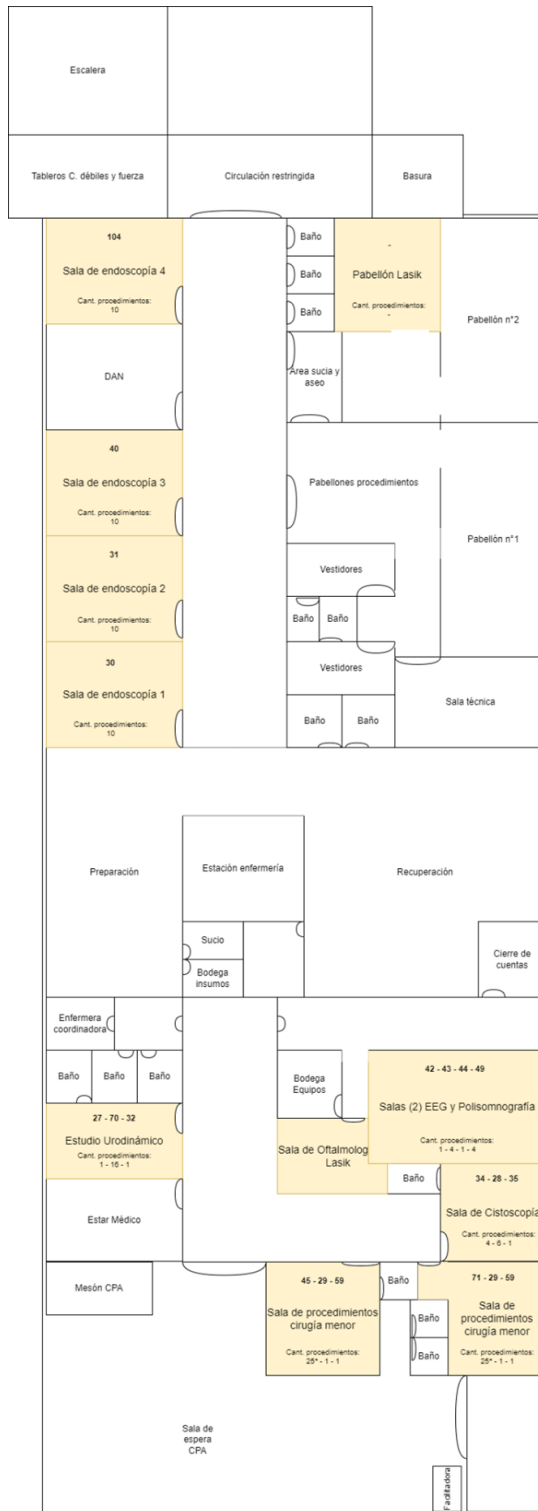 Escalera
Tableros C. débiles y fuerza
Circulación restringida
Basura
104
Sala de endoscopía 4
Cant. procedimientos:
10
Baño
Baño
Baño
-
Pabellón Lasik
Cant. procedimientos:
-
Pabellón n°2
DAN
Area sucia y
aseo
40
Sala de endoscopía 3
Cant. procedimientos:
10
Pabellones procedimientos
Pabellón n°1
31
Sala de endoscopía 2
Cant. procedimientos:
10
Vestidores
Baño
Baño
30
Sala de endoscopía 1
Cant. procedimientos:
10
Vestidores
Baño
Baño
Sala técnica
Preparación
Estación enfermería
Recuperación
Sucio
Bodega
insumos
Cierre de
cuentas
Enfermera
coordinadora
Baño
Baño
Baño
Bodega
Equipos
42 - 43 - 44 - 49
Salas (2) EEG y Polisomnografía
Cant. procedimientos:
1 - 4 - 1 - 4
27 - 70 - 32
Estudio Urodinámico
Cant. procedimientos:
1 - 16 - 1
Sala de Oftalmolog
Lasik
Baño
34 - 28 - 35
Sala de Cistoscopía
Cant. procedimientos:
4 - 6 - 1
Estar Médico
Mesón CPA
45 - 29 - 59
Sala de procedimientos
cirugía menor
Cant. procedimientos:
25* - 1 - 1
Baño
71 - 29 - 59
Sala de
procedimientos
cirugía menor
Cant. procedimientos:
25* - 1 - 1
Baño
Baño
Sala de
espera
CPA
Facilitadora